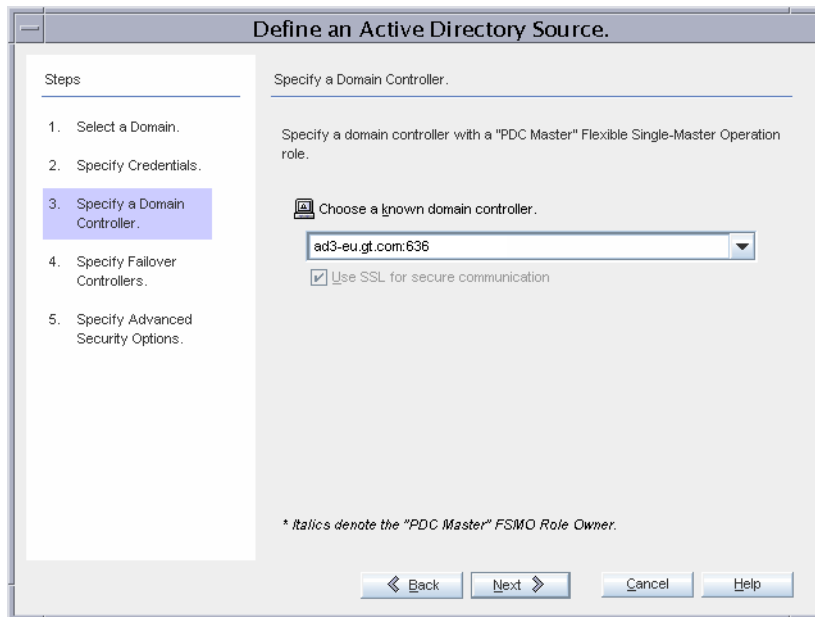 Define an Active Directory Source.
Steps
1. Select a Domain.
2. Specify Credentials.
3. Specify a Domain
Controller.
4. Specify Failover
Controllers.
5. Specify Advanced
Security Options.
Specify a Domain Controller.
Specify a domain controller with a "PDC Master" Flexible Single-Master Operation
role.
Choose a known domain controller.
ad3-eu.gt.com:636
Use SSL for secure communication
* Italics denote the "PDC Master" FSMO Role Owner.
Back
Next
Cancel
Help